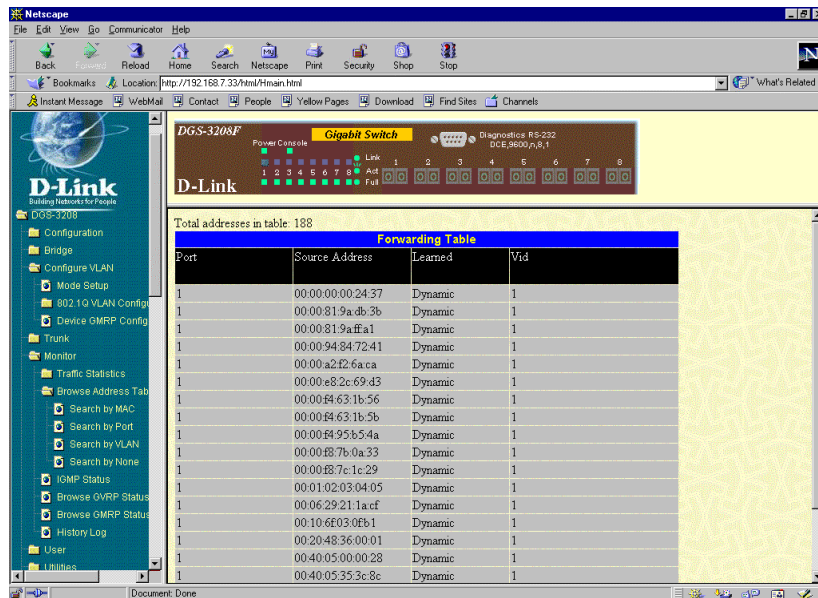 Netscape
File Edit View Go Communicator Help
Back Forward Reload Home Search Netscape Print Security Shop Stop
Bookmarks Location: http://192.168.7.33/html/Hmain.html What's Related
Instant Message WebMail Contact People Yellow Pages Download Find Sites Channels
D-Link
Building Networks for People
DGS-3208
Configuration
Bridge
Configure VLAN
Mode Setup
802.1Q VLAN Configu
Device GMRP Config
Trunk
Monitor
Traffic Statistics
Browse Address Tab
Search by MAC
Search by Port
Search by VLAN
Search by None
IGMP Status
Browse GVRP Status
Browse GMRP Status
History Log
User
Utilities
DGS-3208F
Gigabit Switch
Power Console
Diagnostics RS-232
DCE,9600,n,8,1
Link
Act
Full
1 2 3 4 5 6 7 8
1 2 3 4 5 6 7 8
D-Link
Total addresses in table: 188
Forwarding Table
Port Source Address Learned Vid
1 00:00:00:00:24:37 Dynamic 1
1 00:00:81:9a:db:3b Dynamic 1
1 00:00:81:9a:ff:a1 Dynamic 1
1 00:00:94:84:72:41 Dynamic 1
1 00:00:a2:f2:6a:ca Dynamic 1
1 00:00:e8:2c:69:d3 Dynamic 1
1 00:00:f4:63:1b:56 Dynamic 1
1 00:00:f4:63:1b:5b Dynamic 1
1 00:00:f4:95:b5:4a Dynamic 1
1 00:00:f8:7b:0a:33 Dynamic 1
1 00:00:f8:7c:1c:29 Dynamic 1
1 00:01:02:03:04:05 Dynamic 1
1 00:06:29:21:1a:cf Dynamic 1
1 00:10:6f:03:0f:b1 Dynamic 1
1 00:20:48:36:00:01 Dynamic 1
1 00:40:05:00:00:28 Dynamic 1
1 00:40:05:35:3c:8c Dynamic 1
Document: Done